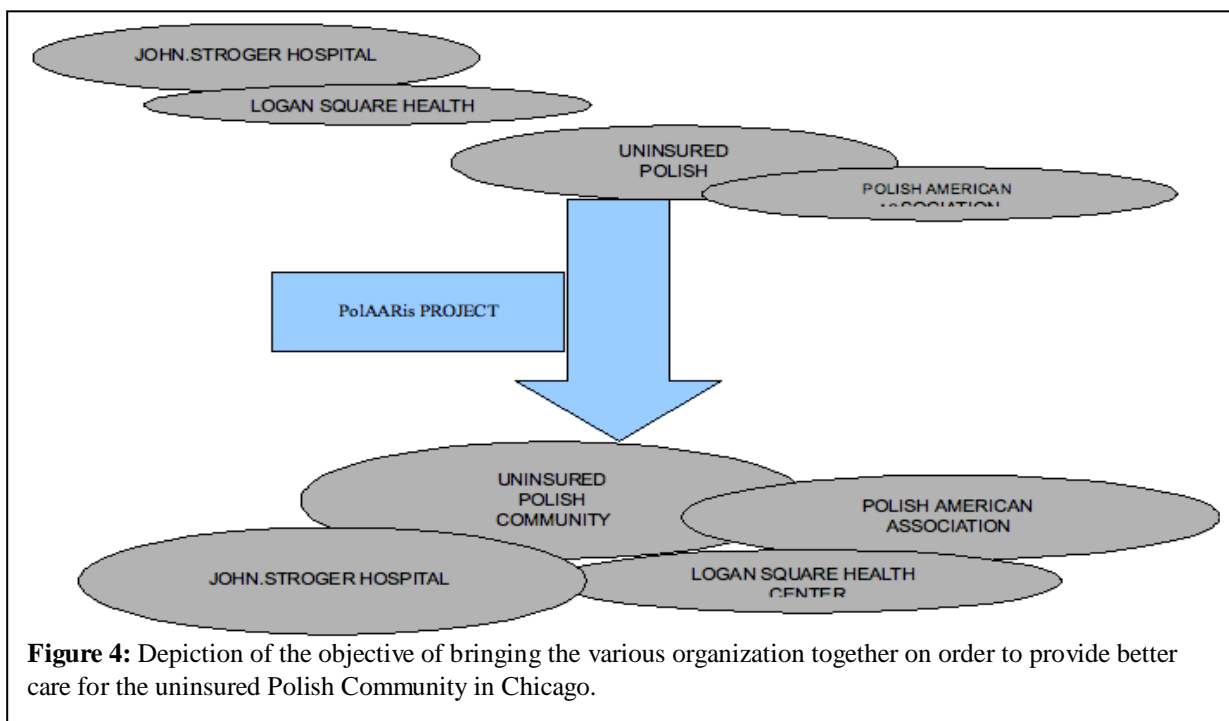 JOHN.STROGER HOSPITAL
LOGAN SQUARE HEALTH
UNINSURED
POLISH
POLISH AMERICAN
ASSOCIATION
PolAARis PROJECT
UNINSURED
POLISH
COMMUNITY
POLISH AMERICAN
ASSOCIATION
JOHN.STROGER HOSPITAL
LOGAN SQUARE HEALTH
CENTER
Figure 4: Depiction of the objective of bringing the various organization together on order to provide better
care for the uninsured Polish Community in Chicago.